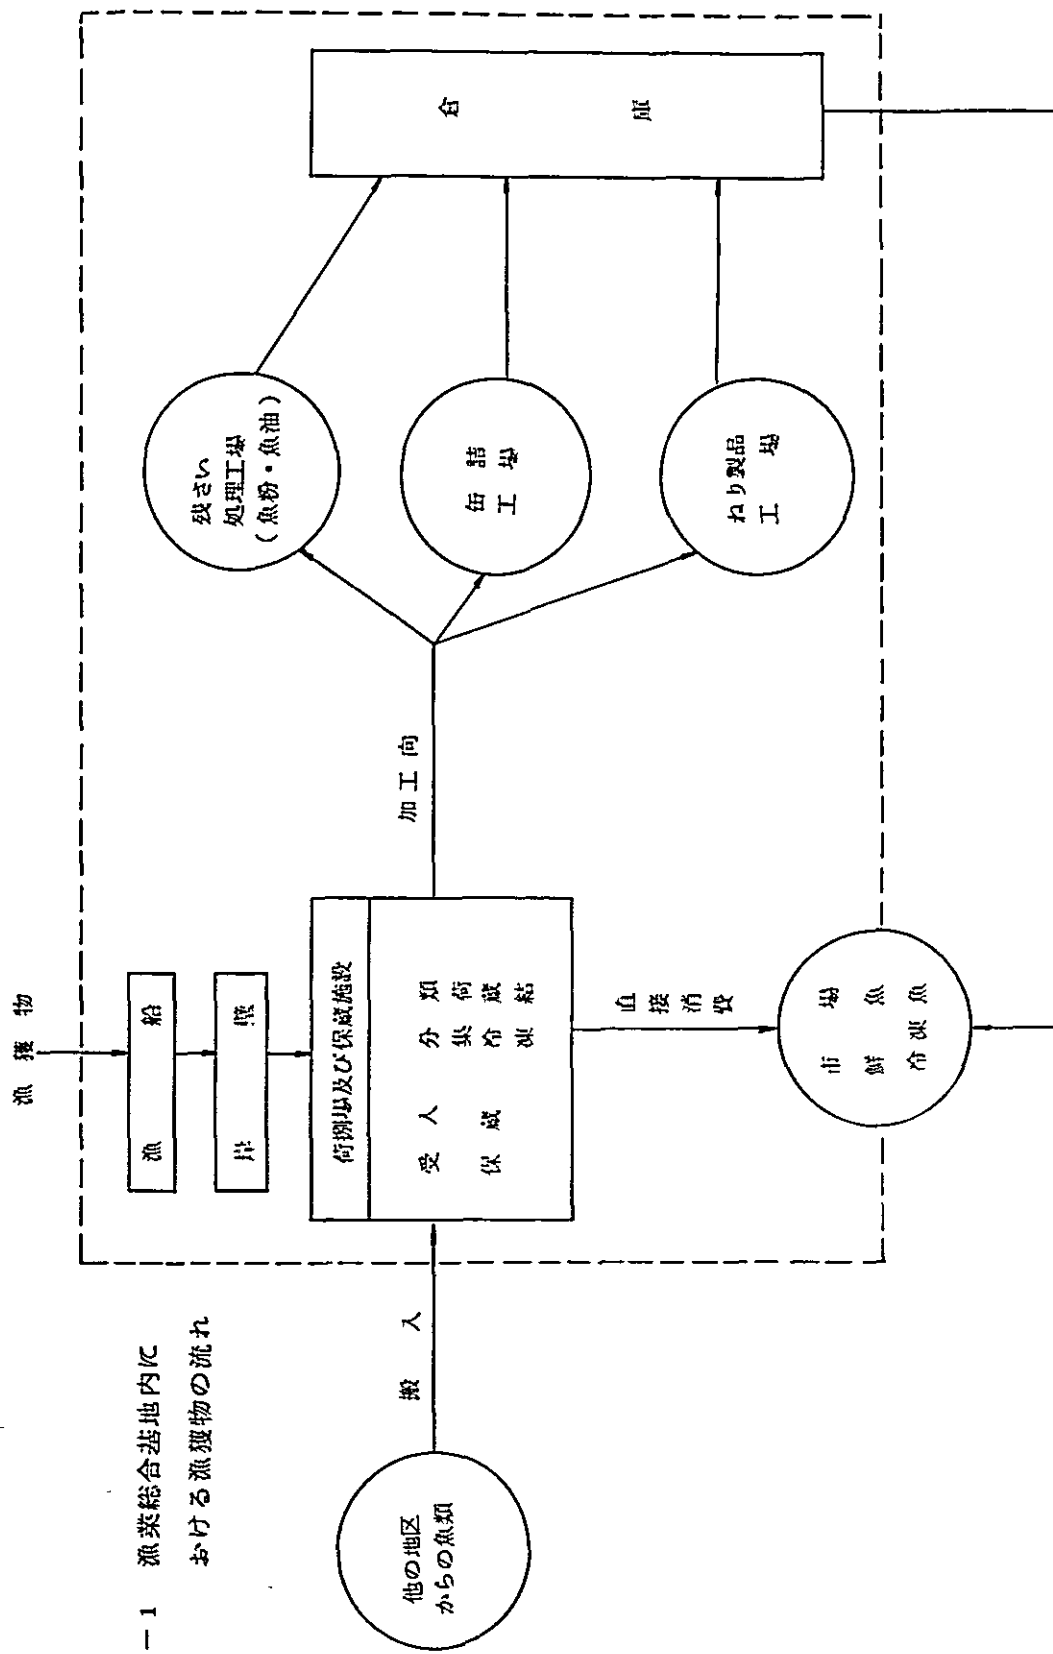 －1 漁業総合基地内に
おける漁獲物の流れ
漁獲物
漁船
岸壁
荷捌場及び保蔵施設
受入 分類
集荷
保蔵 冷蔵
凍結
搬入
他の地区
からの魚類
加工向
残さい
処理工場
（魚粉・魚油）
缶詰
工場
ねり製品
工場
倉庫
直接消費
市場
鮮魚
冷凍魚